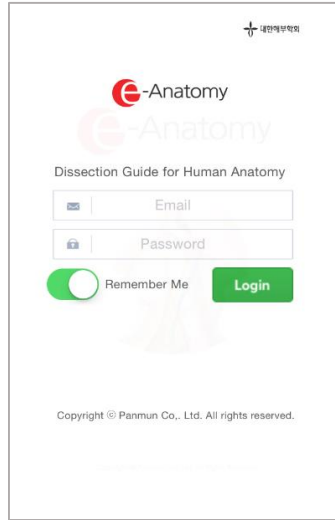 대한해부학회
e-Anatomy
e-Anatomy
Dissection Guide for Human Anatomy
Email
Password
Remember Me
Login
Copyright ⓒ Panmun Co,. Ltd. All rights reserved.